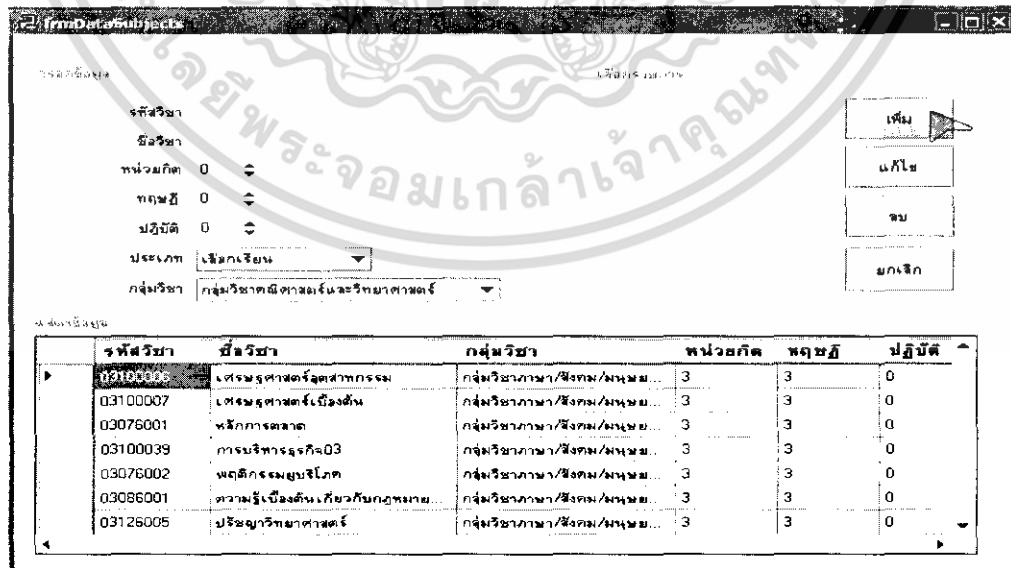 frmDataSubjects
กรอกข้อมูล
รหัสวิชา
ชื่อวิชา
หน่วยกิต 0
ทฤษฎี 0
ปฎิบัติ 0
ประเภท เลือกเรียน
กลุ่มวิชา กลุ่มวิชาคณิศาสตร์และวิทยาศาสตร์
เพิ่ม
แก้ไข
ลบ
ยกเลิก
แสดงข้อมูล
รหัสวิชา ชื่อวิชา กลุ่มวิชา หน่วยกิต ทฤษฎี ปฎิบัติ
เศรษฐศาสตร์อุตสาหกรรม กลุ่มวิชาภาษา/สังคม/มนุษย... 3 3 0
03100007 เศรษฐศาสตร์เบื้องต้น กลุ่มวิชาภาษา/สังคม/มนุษย... 3 3 0
03076001 หลักการตลาด กลุ่มวิชาภาษา/สังคม/มนุษย... 3 3 0
03100039 การบริหารธุรกิจ03 กลุ่มวิชาภาษา/สังคม/มนุษย... 3 3 0
03076002 พฤติกรรมผู้บริโภค กลุ่มวิชาภาษา/สังคม/มนุษย... 3 3 0
03086001 ความรู้เบื้องต้นเกี่ยวกับกฎหมาย... กลุ่มวิชาภาษา/สังคม/มนุษย... 3 3 0
03126005 ปรัชญาวิทยาศาสตร์ กลุ่มวิชาภาษา/สังคม/มนุษย... 3 3 0